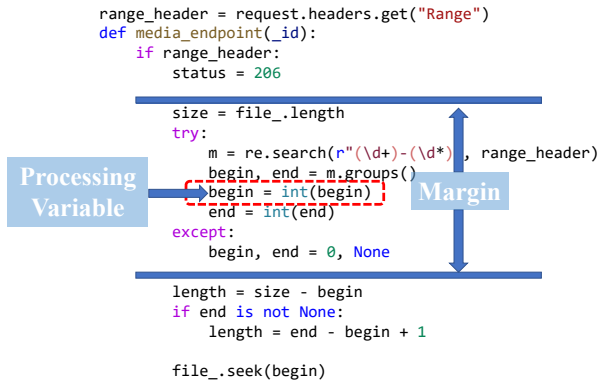 range_header = request.headers.get("Range")
def media_endpoint(_id):
    if range_header:
        status = 206
        size = file_.length
        try:
            m = re.search(r"(\d+)-(\d*)", range_header)
            begin, end = m.groups()
            begin = int(begin)
            end = int(end)
        except:
            begin, end = 0, None
        length = size - begin
        if end is not None:
            length = end - begin + 1
        file_.seek(begin)
Processing
Variable
Margin